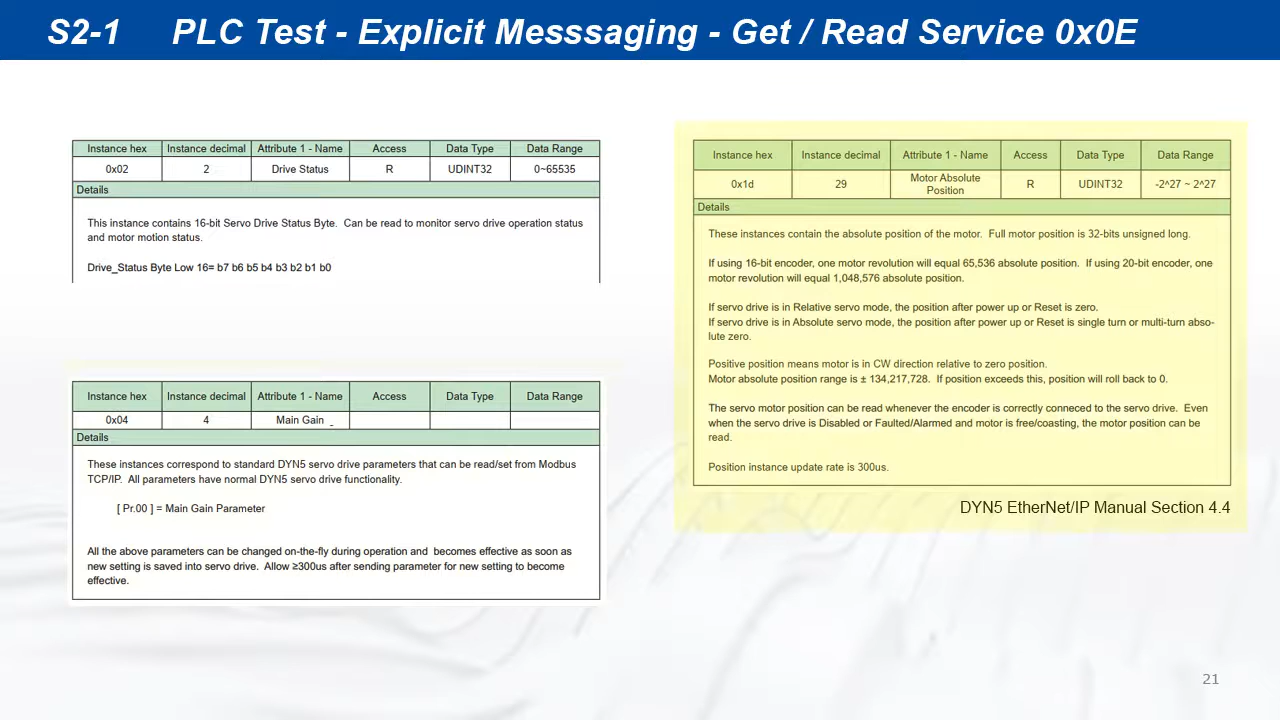 S2-1 PLC Test - Explicit Messsaging - Get / Read Service 0x0E
Instance hex Instance decimal Attribute 1 - Name Access Data Type Data Range
0x02 2 Drive Status R UDINT32 0~65535
Details
This instance contains 16-bit Servo Drive Status Byte. Can be read to monitor servo drive operation status
and motor motion status.
Drive_Status Byte Low 16= b7 b6 b5 b4 b3 b2 b1 b0
Instance hex Instance decimal Attribute 1 - Name Access Data Type Data Range
0x04 4 Main Gain _
Details
These instances correspond to standard DYN5 servo drive parameters that can be read/set from Modbus
TCP/IP. All parameters have normal DYN5 servo drive functionality.
[ Pr.00 ] = Main Gain Parameter
All the above parameters can be changed on-the-fly during operation and becomes effective as soon as
new setting is saved into servo drive. Allow ≥300us after sending parameter for new setting to become
effective.
Instance hex Instance decimal Attribute 1 - Name Access Data Type Data Range
0x1d 29 Motor Absolute Position R UDINT32 -2^27 ~ 2^27
Details
These instances contain the absolute position of the motor. Full motor position is 32-bits unsigned long.
If using 16-bit encoder, one motor revolution will equal 65,536 absolute position. If using 20-bit encoder, one
motor revolution will equal 1,048,576 absolute position.
If servo drive is in Relative servo mode, the position after power up or Reset is zero.
If servo drive is in Absolute servo mode, the position after power up or Reset is single turn or multi-turn abso-
lute zero.
Positive position means motor is in CW direction relative to zero position.
Motor absolute position range is ± 134,217,728. If position exceeds this, position will roll back to 0.
The servo motor position can be read whenever the encoder is correctly conneced to the servo drive. Even
when the servo drive is Disabled or Faulted/Alarmed and motor is free/coasting, the motor position can be
read.
Position instance update rate is 300us.
DYN5 EtherNet/IP Manual Section 4.4
21